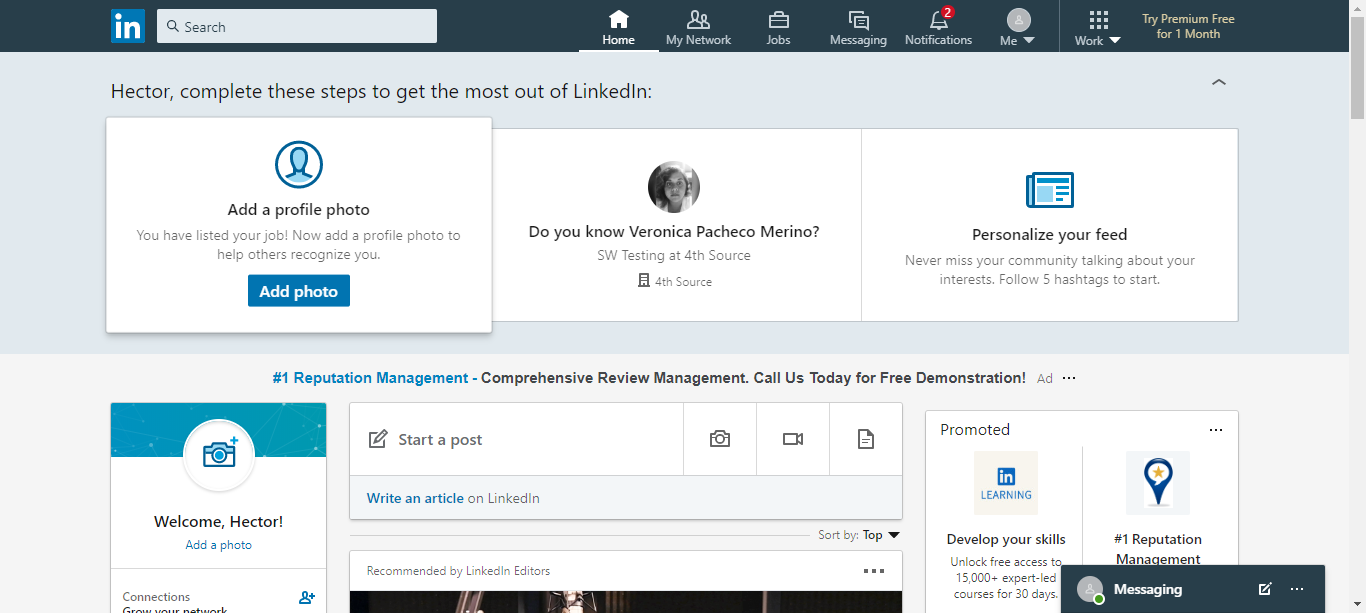 in
Search
Home
My Network
Jobs
Messaging
2
Notifications
Me
Work
Try Premium Free
for 1 Month
Hector, complete these steps to get the most out of LinkedIn:
Add a profile photo
You have listed your job! Now add a profile photo to
help others recognize you.
Add photo
Do you know Veronica Pacheco Merino?
SW Testing at 4th Source
4th Source
Personalize your feed
Never miss your community talking about your
interests. Follow 5 hashtags to start.
#1 Reputation Management - Comprehensive Review Management. Call Us Today for Free Demonstration! Ad ···
Welcome, Hector!
Add a photo
Connections
Grow your network
Start a post
Write an article on LinkedIn
Sort by: Top
Recommended by LinkedIn Editors
Promoted
in
LEARNING
Develop your skills
Unlock free access to
15,000+ expert-led
courses for 30 days.
#1 Reputation
Management
Messaging